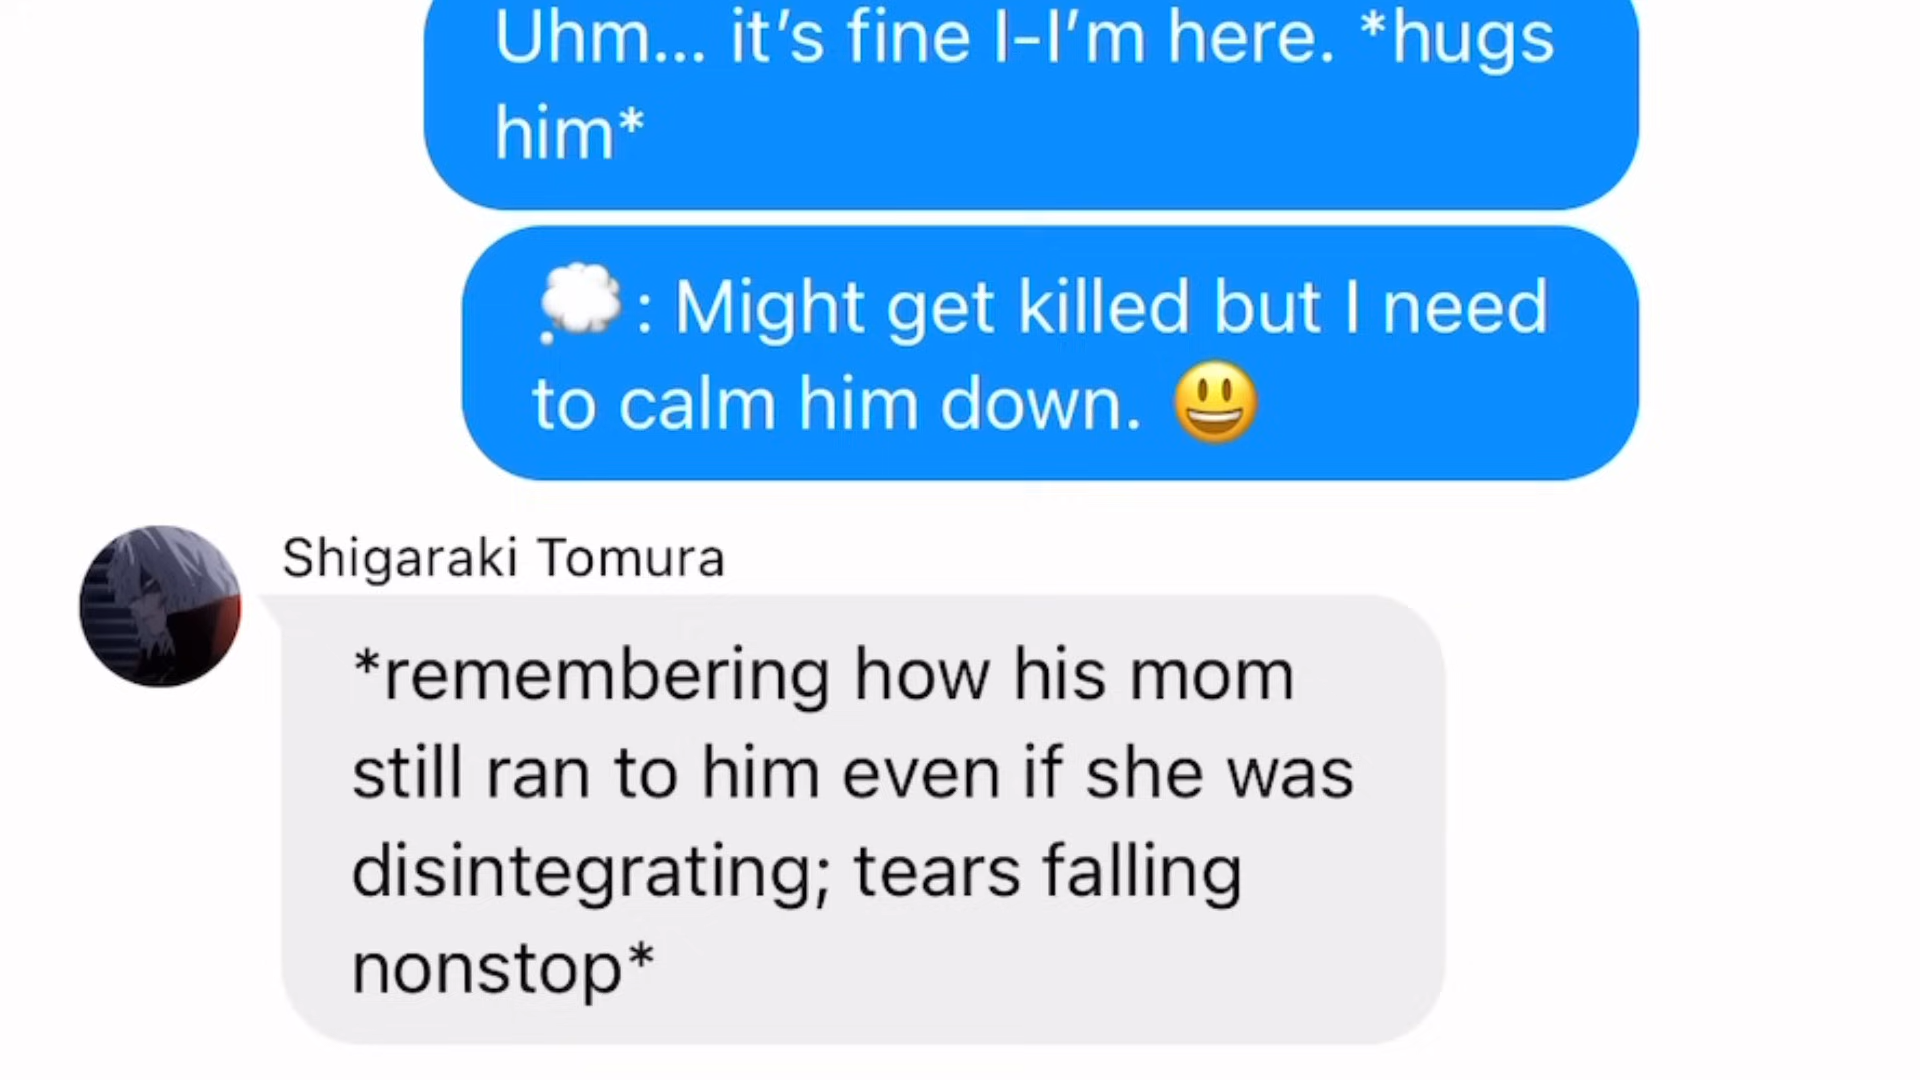 Uhm... it's fine I-I'm here. *hugs
him*
💭: Might get killed but I need
to calm him down. 😃
Shigaraki Tomura
*remembering how his mom
still ran to him even if she was
disintegrating; tears falling
nonstop*